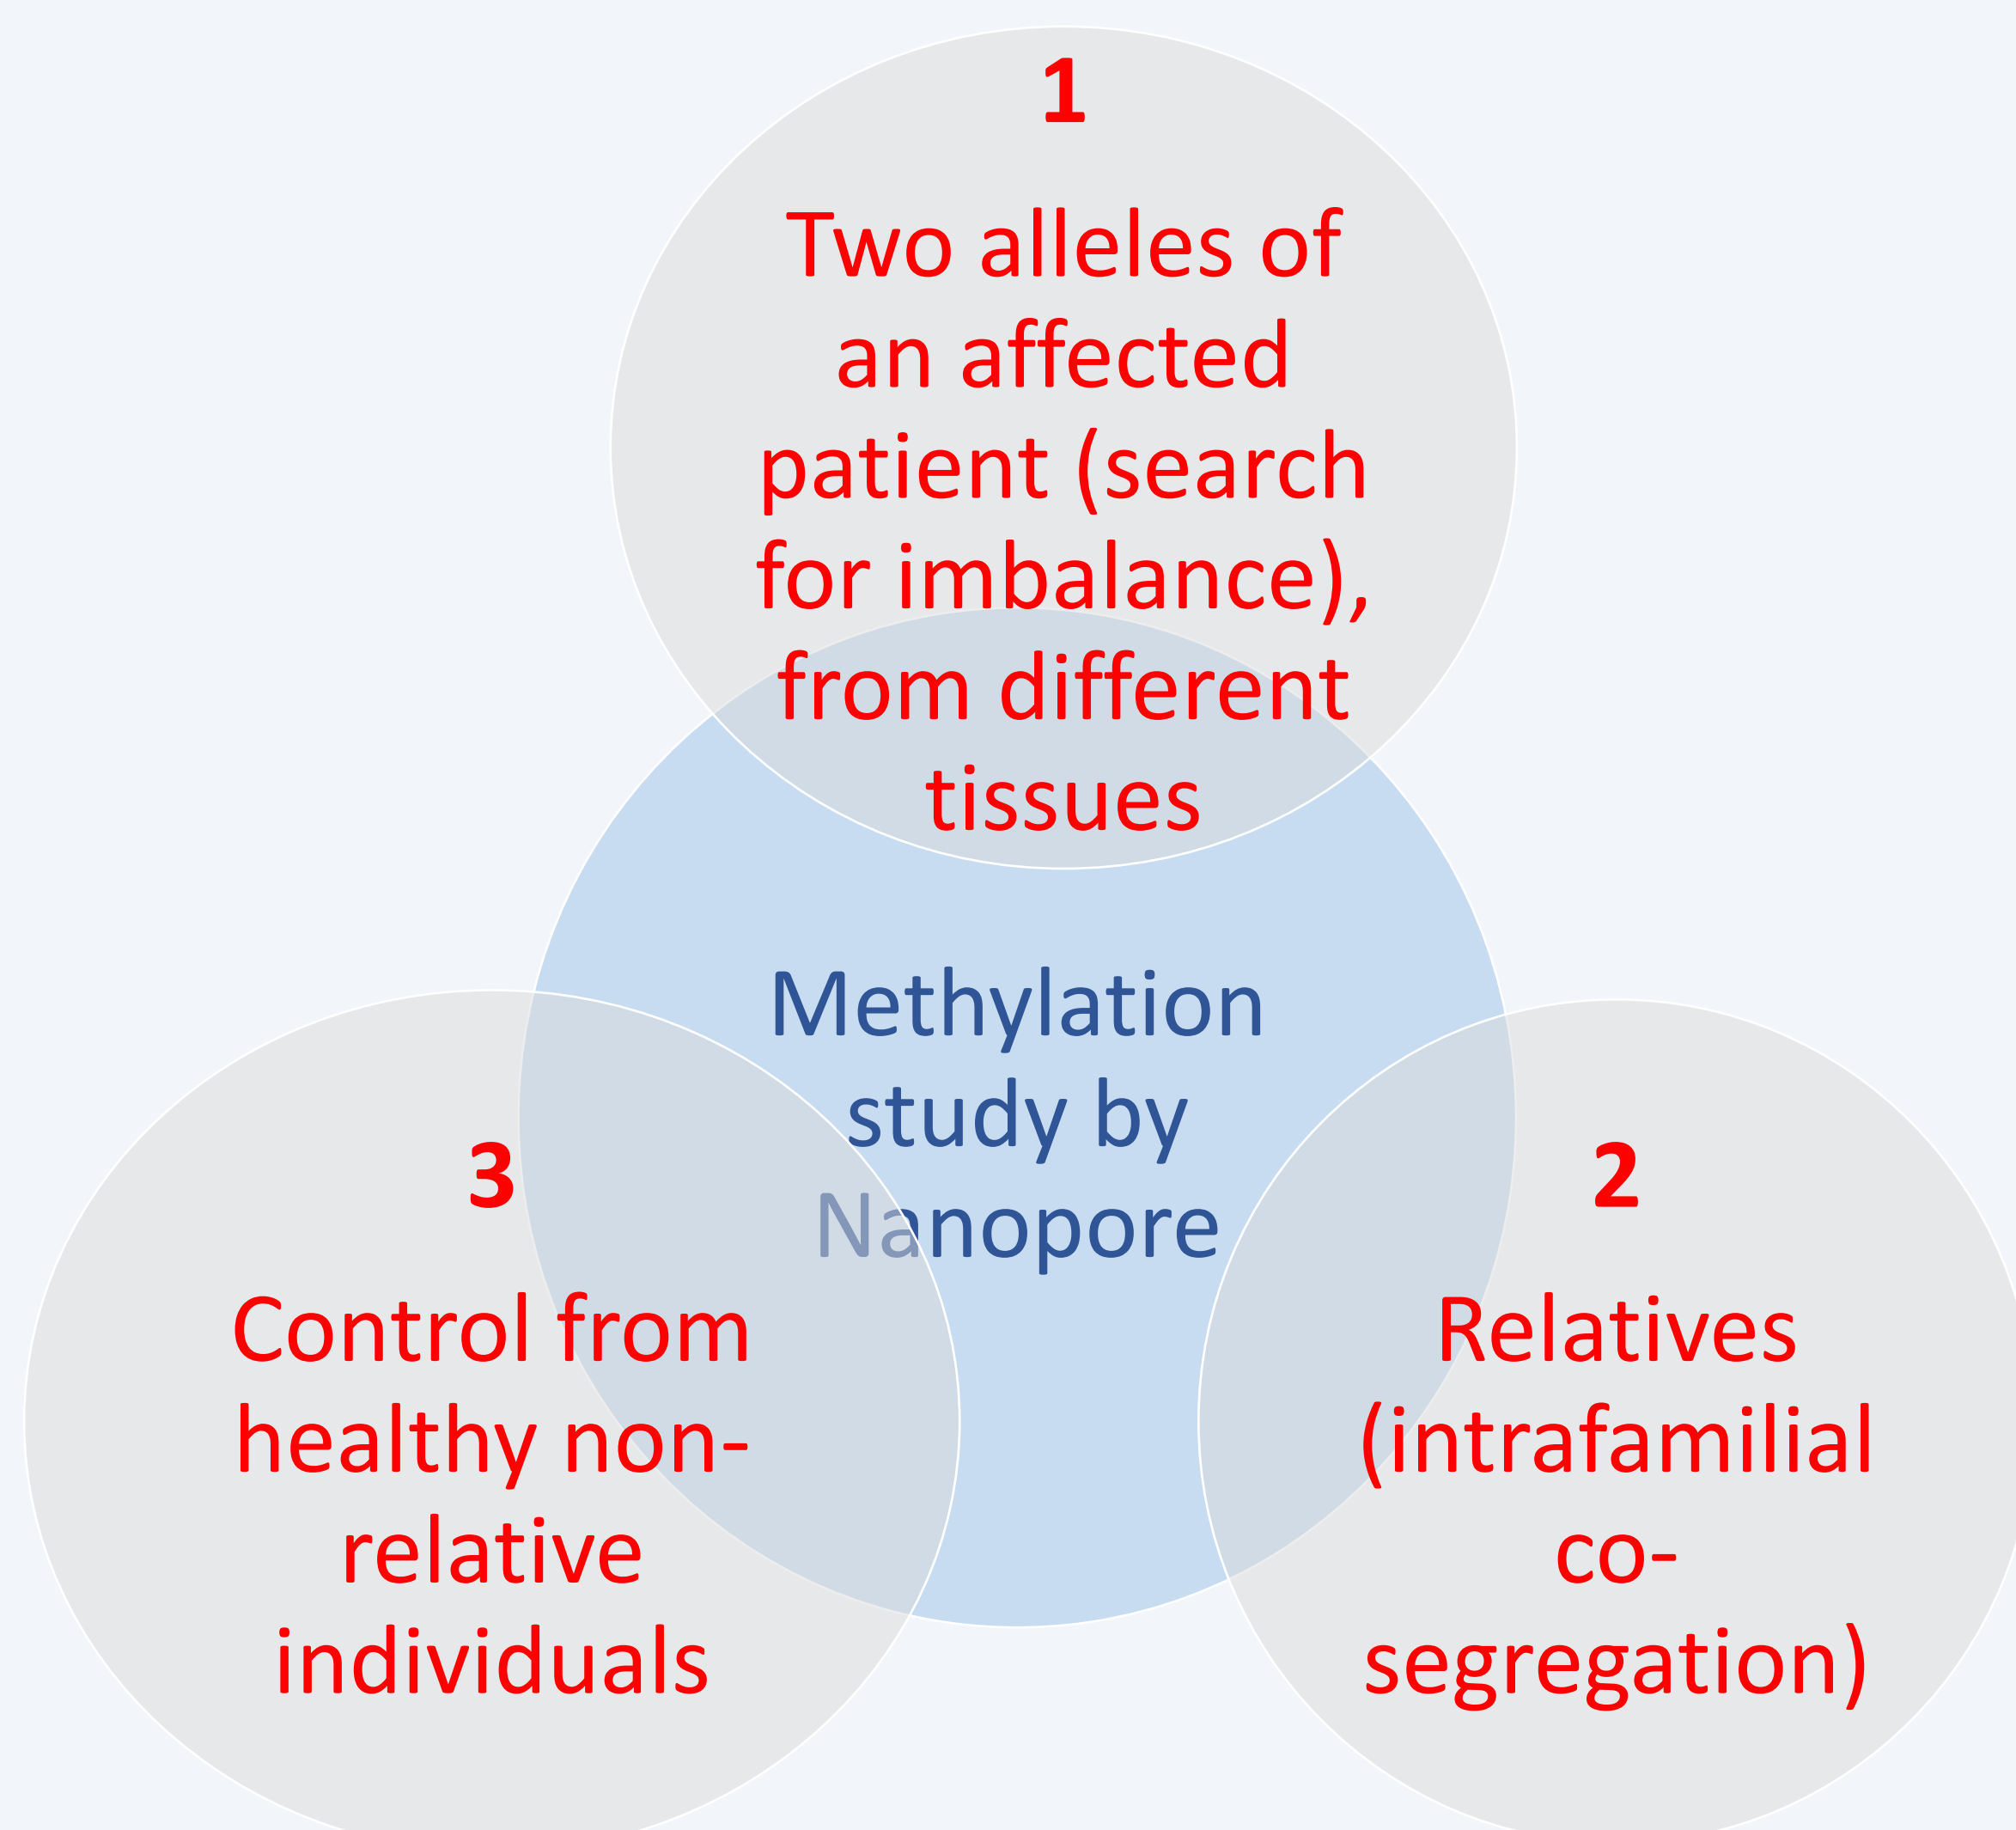 1
Two alleles of
an affected
patient (search
for imbalance),
from different
tissues
Methylation
study by
Nanopore
3
Control from
healthy non-
relative
individuals
2
Relatives
(intrafamilial
co-
segregation)